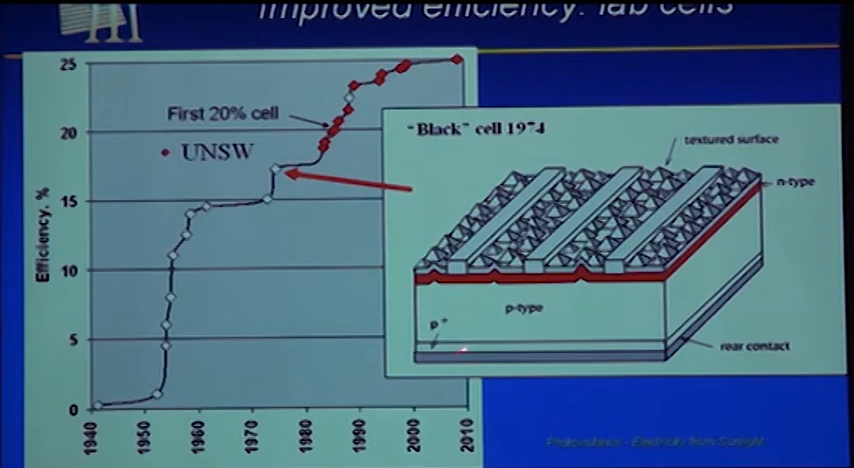 Improved efficiency: lab cells
25
20
15
10
5
0
Efficiency, %
1940
1950
1960
1970
1980
1990
2000
2010
First 20% cell
UNSW
"Black" cell 1974
textured surface
n-type
p-type
p+
rear contact
Photovoltaics - Electricity from Sunlight